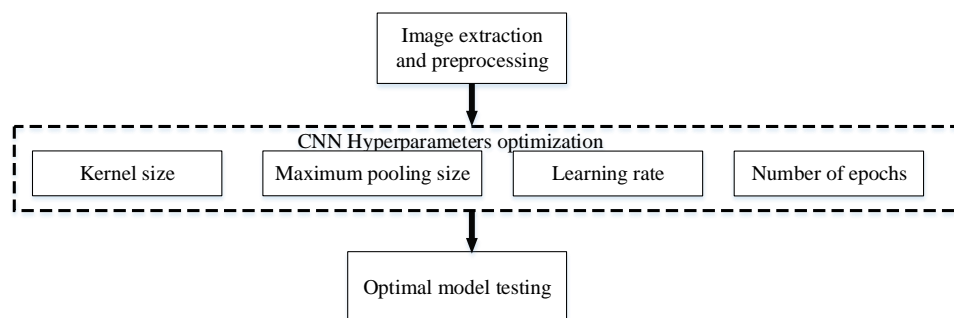 Image extraction
and preprocessing
CNN Hyperparameters optimization
Kernel size
Maximum pooling size
Learning rate
Number of epochs
Optimal model testing